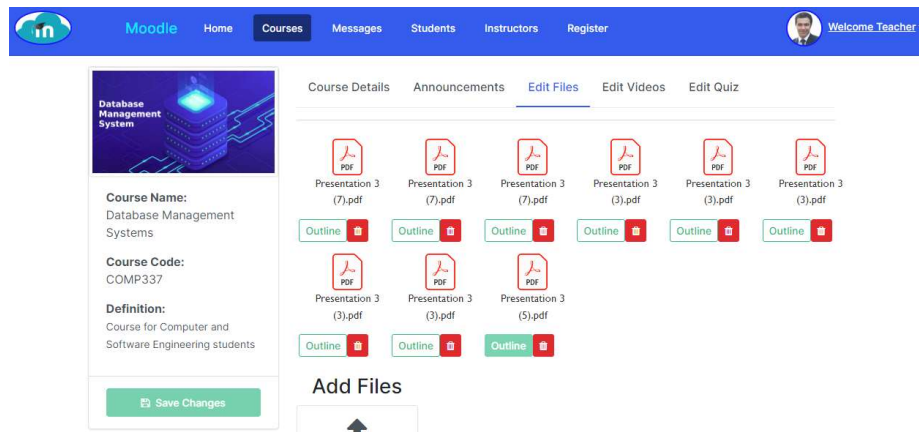 m
Moodle Home Courses Messages Students Instructors Register Welcome Teacher
Database
Management
System
Course Name:
Database Management
Systems
Course Code:
COMP337
Definition:
Course for Computer and
Software Engineering students
Save Changes
Course Details Announcements Edit Files Edit Videos Edit Quiz
PDF PDF PDF PDF PDF PDF
Presentation 3 Presentation 3 Presentation 3 Presentation 3 Presentation 3 Presentation 3
(7).pdf (7).pdf (7).pdf (3).pdf (3).pdf (3).pdf
Outline Outline Outline Outline Outline Outline
PDF PDF PDF
Presentation 3 Presentation 3 Presentation 3
(3).pdf (3).pdf (5).pdf
Outline Outline Outline
Add Files